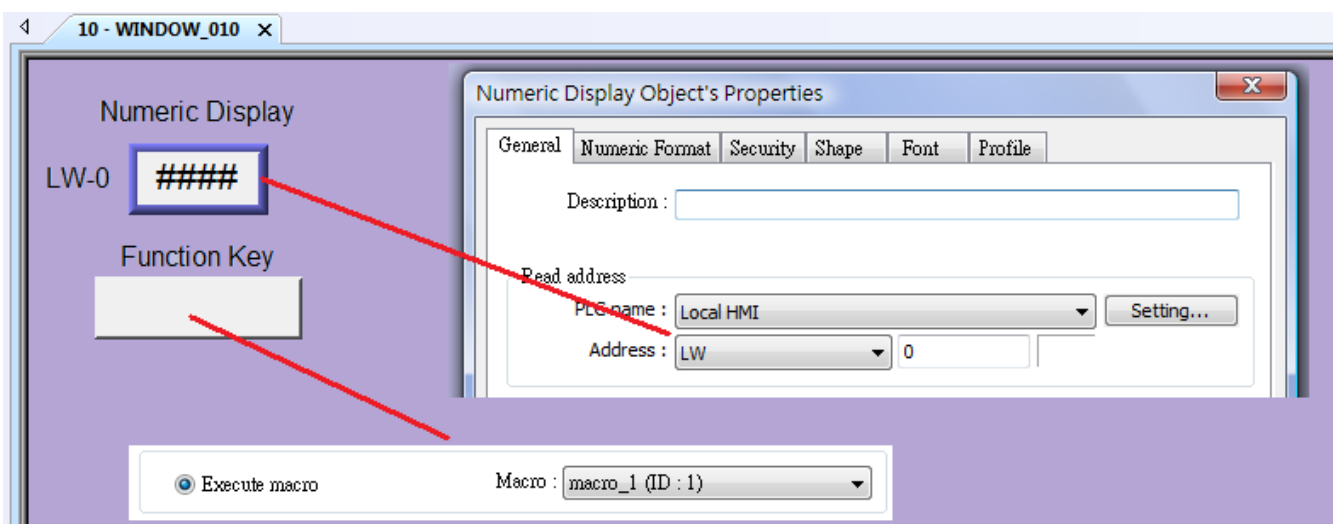 10 - WINDOW_010 X
Numeric Display
LW-0 ####
Function Key
Numeric Display Object's Properties
General Numeric Format Security Shape Font Profile
Description :
Read address
PLC name : Local HMI Setting...
Address : LW 0
Execute macro Macro : macro_1 (ID : 1)